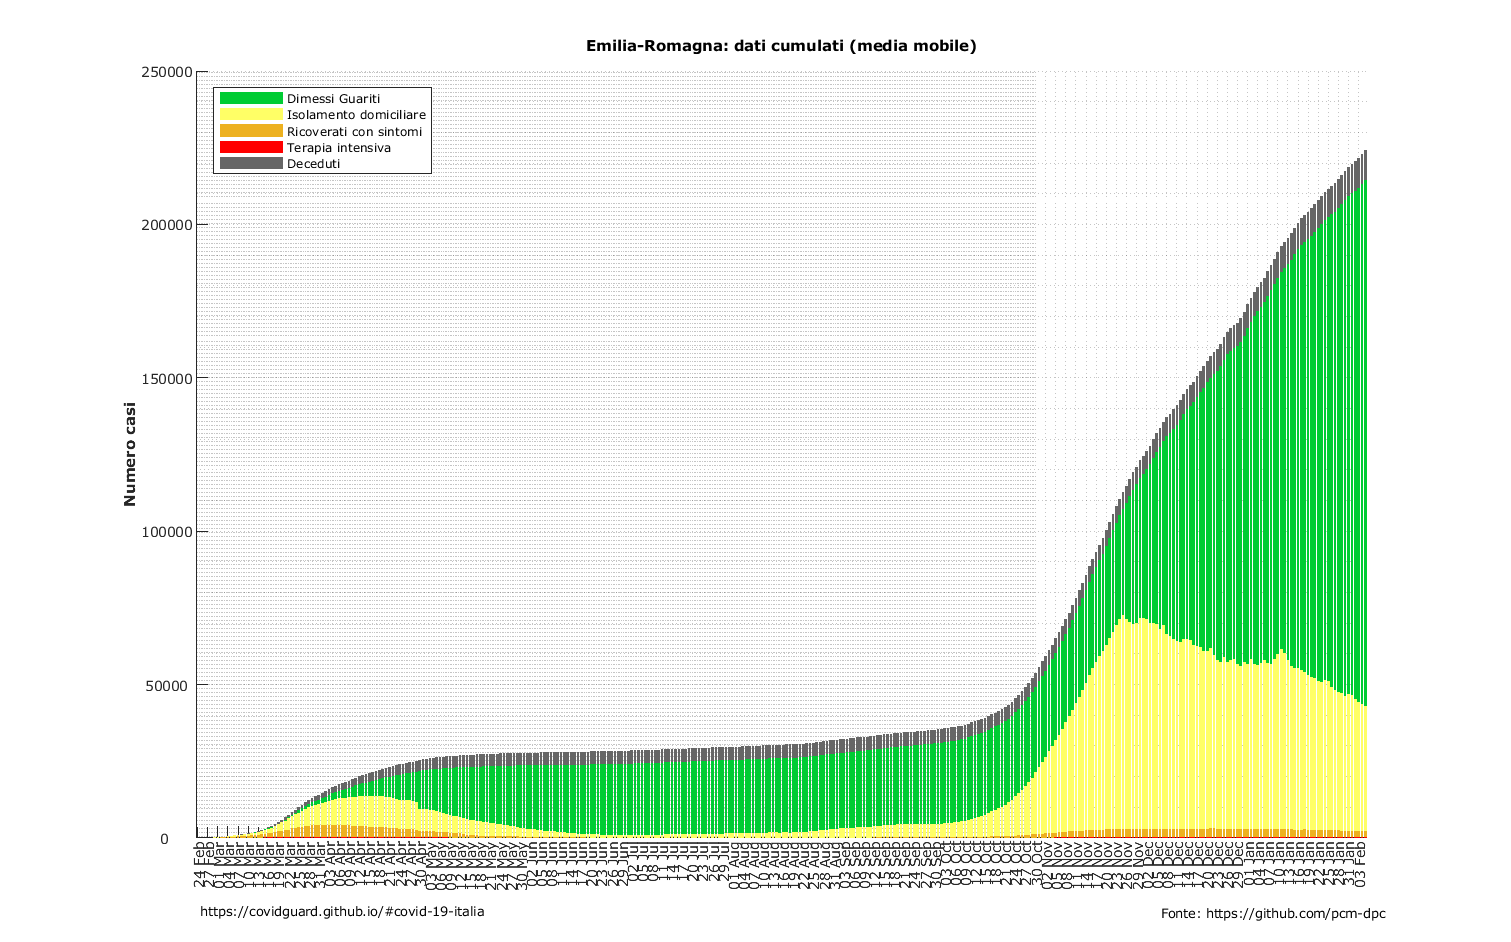 Emilia-Romagna: dati cumulati (media mobile)
250000
200000
150000
100000
50000
0
Numero casi
Dimessi Guariti
Isolamento domiciliare
Ricoverati con sintomi
Terapia intensiva
Deceduti
24 Feb
27 Feb
01 Mar
04 Mar
07 Mar
10 Mar
13 Mar
16 Mar
19 Mar
22 Mar
25 Mar
28 Mar
31 Mar
03 Apr
06 Apr
09 Apr
12 Apr
15 Apr
18 Apr
21 Apr
24 Apr
27 Apr
30 Apr
03 May
06 May
09 May
12 May
15 May
18 May
21 May
24 May
27 May
30 May
02 Jun
05 Jun
08 Jun
11 Jun
14 Jun
17 Jun
20 Jun
23 Jun
26 Jun
29 Jun
02 Jul
05 Jul
08 Jul
11 Jul
14 Jul
17 Jul
20 Jul
23 Jul
26 Jul
29 Jul
01 Aug
04 Aug
07 Aug
10 Aug
13 Aug
16 Aug
19 Aug
22 Aug
25 Aug
28 Aug
31 Aug
03 Sep
06 Sep
09 Sep
12 Sep
15 Sep
18 Sep
21 Sep
24 Sep
27 Sep
30 Sep
03 Oct
06 Oct
09 Oct
12 Oct
15 Oct
18 Oct
21 Oct
24 Oct
27 Oct
30 Oct
02 Nov
05 Nov
08 Nov
11 Nov
14 Nov
17 Nov
20 Nov
23 Nov
26 Nov
29 Nov
02 Dec
05 Dec
08 Dec
11 Dec
14 Dec
17 Dec
20 Dec
23 Dec
26 Dec
29 Dec
01 Jan
04 Jan
07 Jan
10 Jan
13 Jan
16 Jan
19 Jan
22 Jan
25 Jan
28 Jan
31 Jan
03 Feb
https://covidguard.github.io/#covid-19-italia
Fonte: https://github.com/pcm-dpc